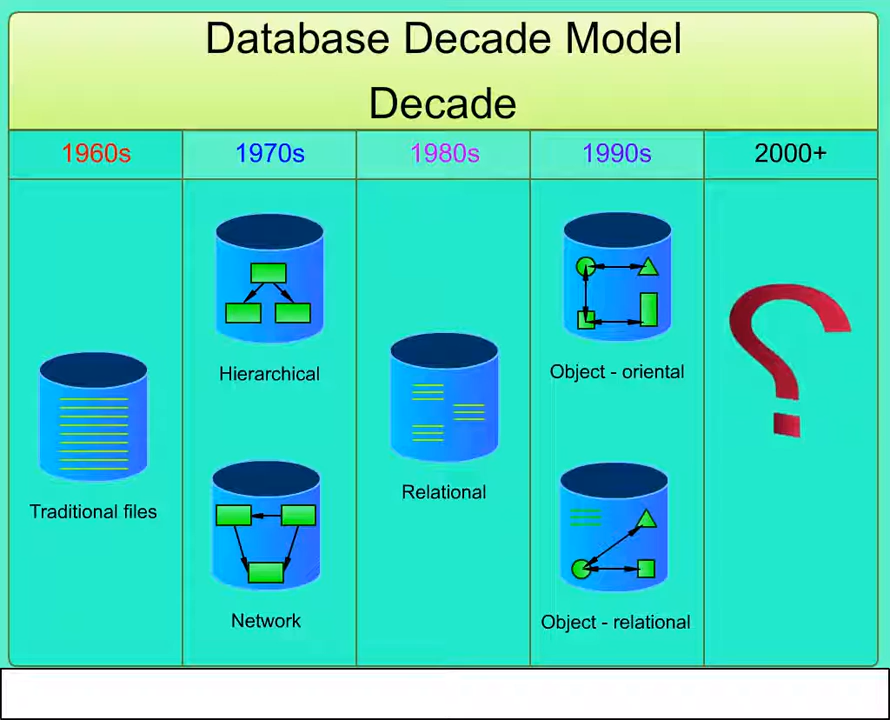 Database Decade Model
Decade
1960s
1970s
1980s
1990s
2000+
Traditional files
Hierarchical
Network
Relational
Object - oriental
Object - relational
?